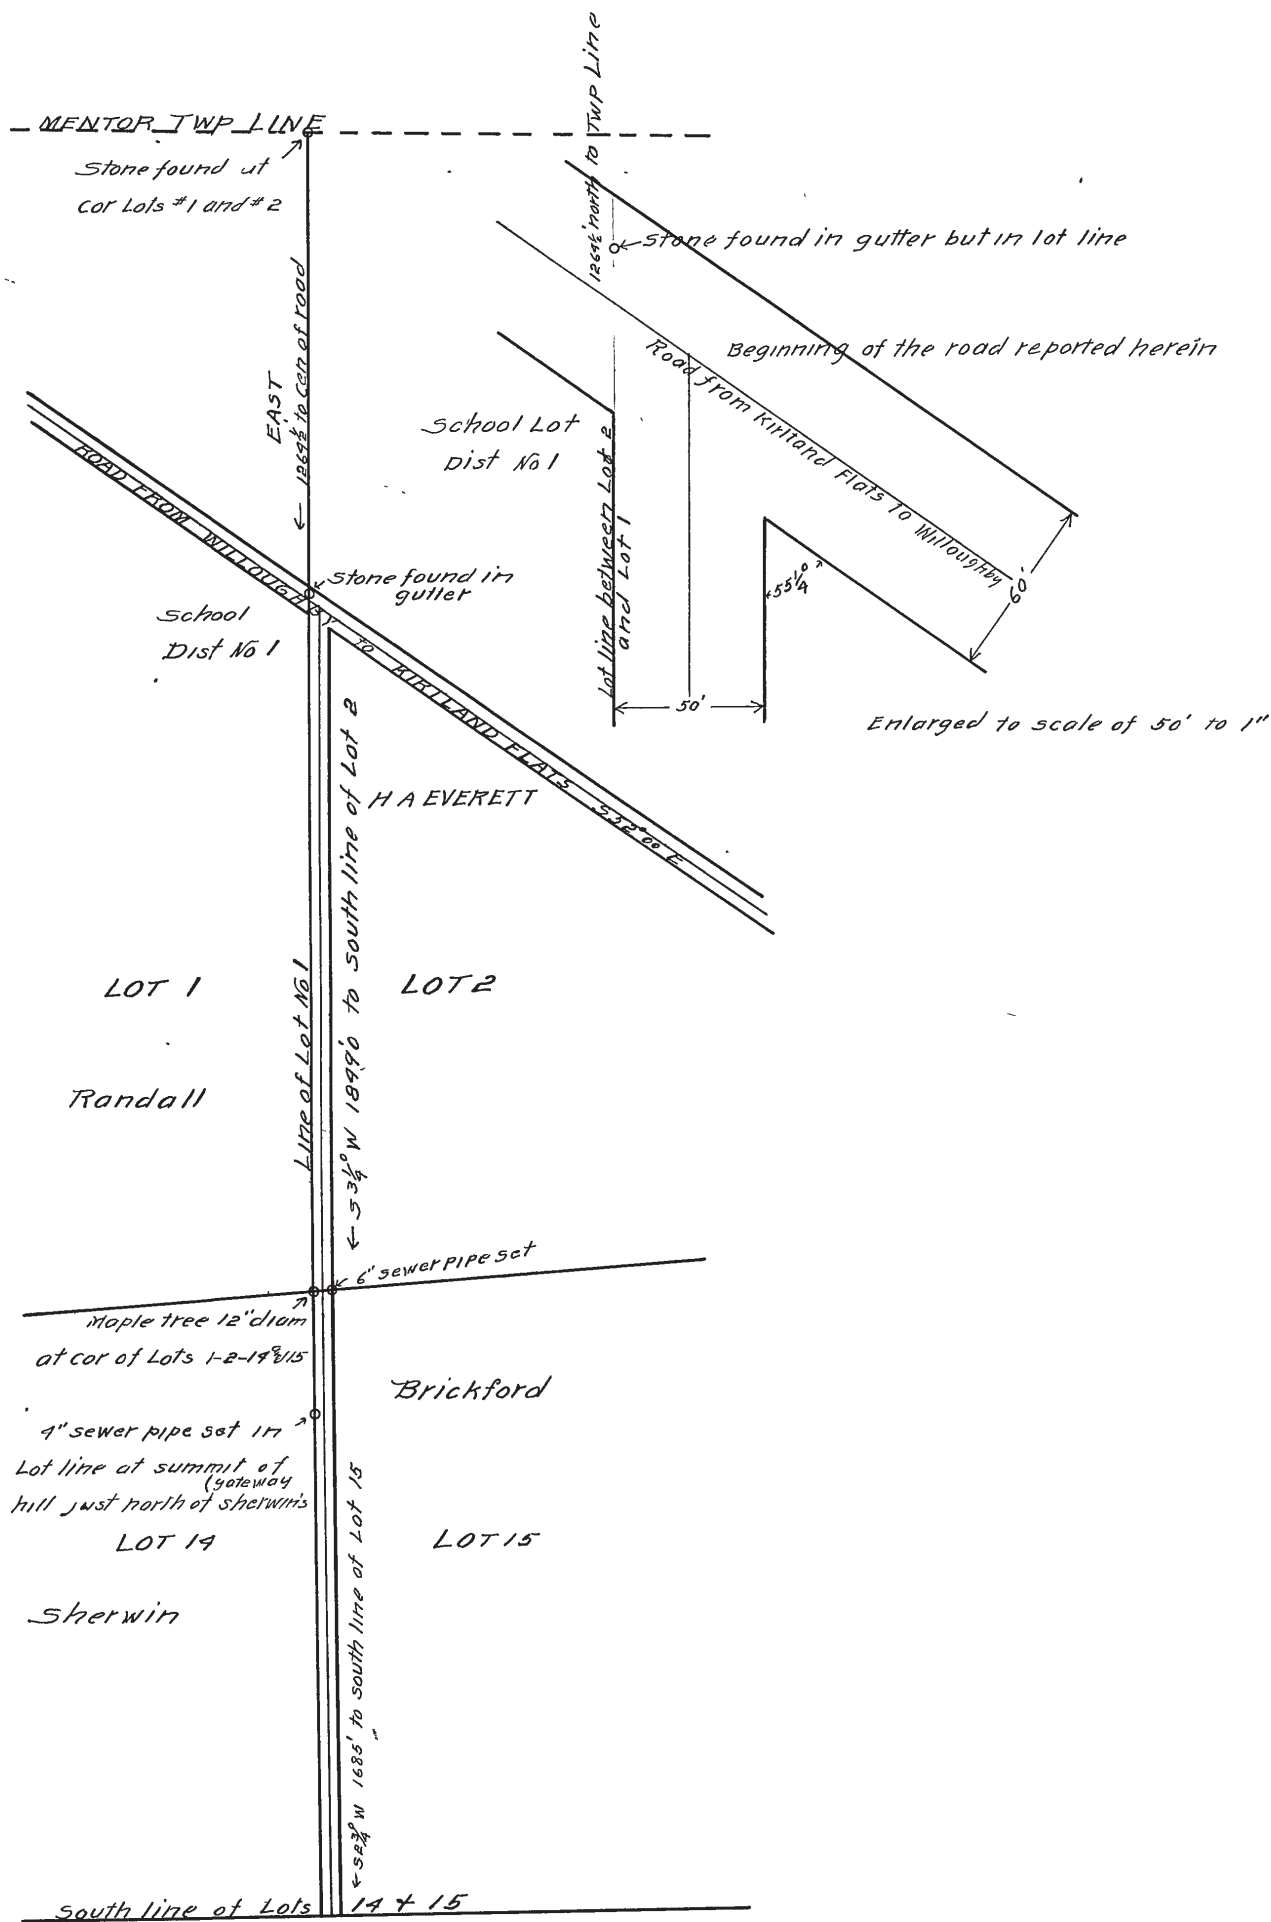 MENTOR TWP LINE
Stone found at
Cor Lots #1 and #2
1264½' north to TWP Line
Stone found in gutter but in lot line
Beginning of the road reported herein
Road from Kirltand Flats to Willoughby
School Lot
Dist No 1
Lot line between Lot 2
and Lot 1
55¼°
60'
50'
Enlarged to scale of 50' to 1"
EAST
← 1264½' to Cen of road
ROAD FROM WILLOUGHBY to KIRTLAND FLATS S52°00 E
Stone found in
gutter
School
Dist No 1
H A EVERETT
LOT 1
LOT 2
Randall
Line of Lot No 1
← S 3¼° W 1849.0' to South line of Lot 2
6" sewer pipe set
Maple tree 12" diam
at cor of Lots 1-2-14 & 15
Brickford
4" sewer pipe set in
Lot line at summit of
(gateway
hill just north of Sherwin's
LOT 14
LOT 15
Sherwin
← S2¾° W 1685' to south line of Lot 15
South line of Lots 14 & 15